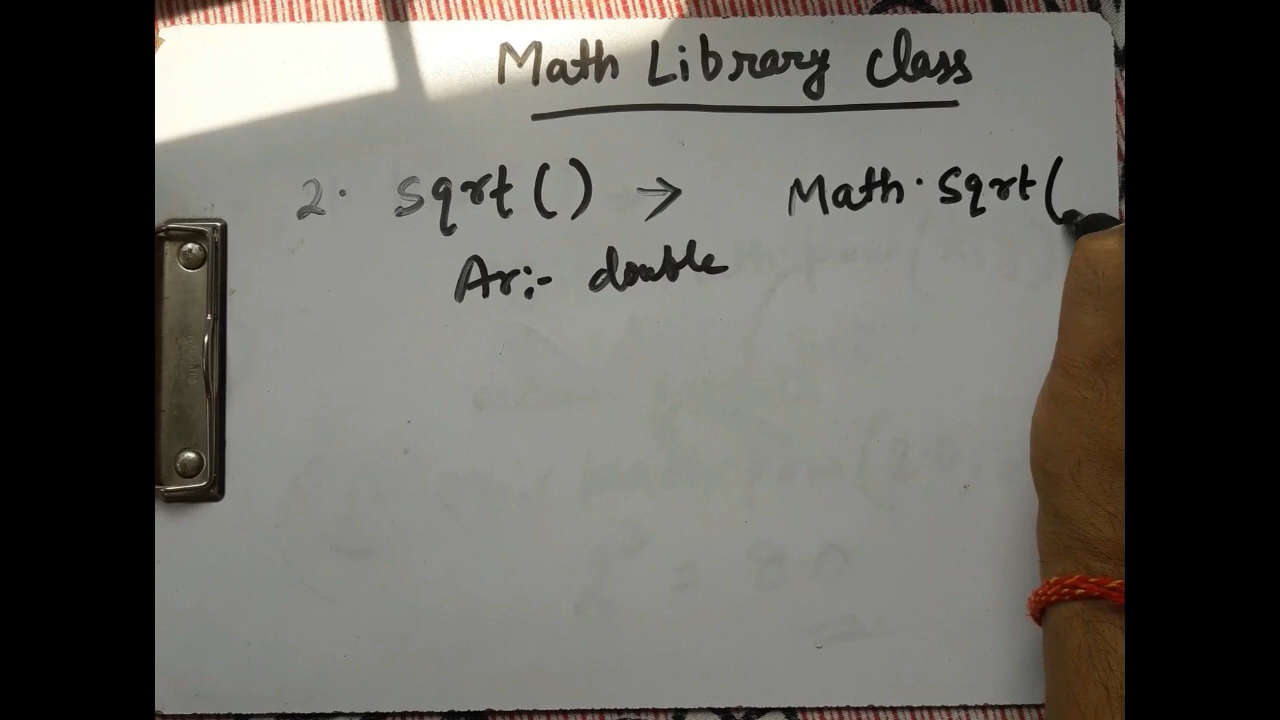 Math Library Class
2. sqrt() → Math.sqrt(
Ar:- double